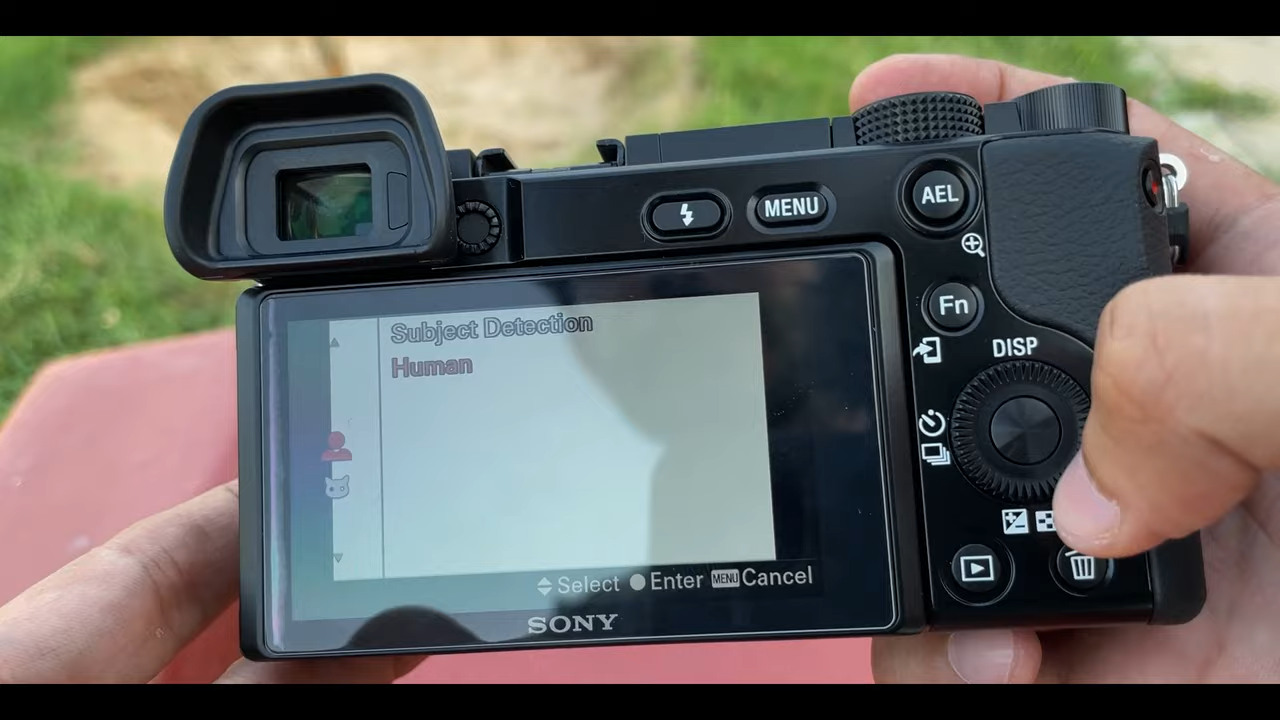 MENU
AEL
Fn
DISP
Subject Detection
Human
Select Enter MENU Cancel
SONY